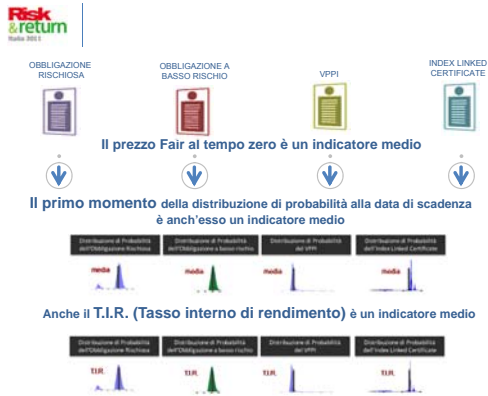 Risk
&return
Italia 2011
OBBLIGAZIONE
RISCHIOSA
OBBLIGAZIONE A
BASSO RISCHIO
VPPI
INDEX LINKED
CERTIFICATE
Il prezzo Fair al tempo zero è un indicatore medio
Il primo momento della distribuzione di probabilità alla data di scadenza
è anch'esso un indicatore medio
Distribuzione di Probabilità
dell'Obbligazione Rischiosa
Distribuzione di Probabilità
dell'Obbligazione a basso rischio
Distribuzione di Probabilità
del VPPI
Distribuzione di Probabilità
dell'Index Linked Certificate
media
media
media
media
Anche il T.I.R. (Tasso interno di rendimento) è un indicatore medio
Distribuzione di Probabilità
dell'Obbligazione Rischiosa
Distribuzione di Probabilità
dell'Obbligazione a basso rischio
Distribuzione di Probabilità
del VPPI
Distribuzione di Probabilità
dell'Index Linked Certificate
T.I.R.
T.I.R.
T.I.R.
T.I.R.